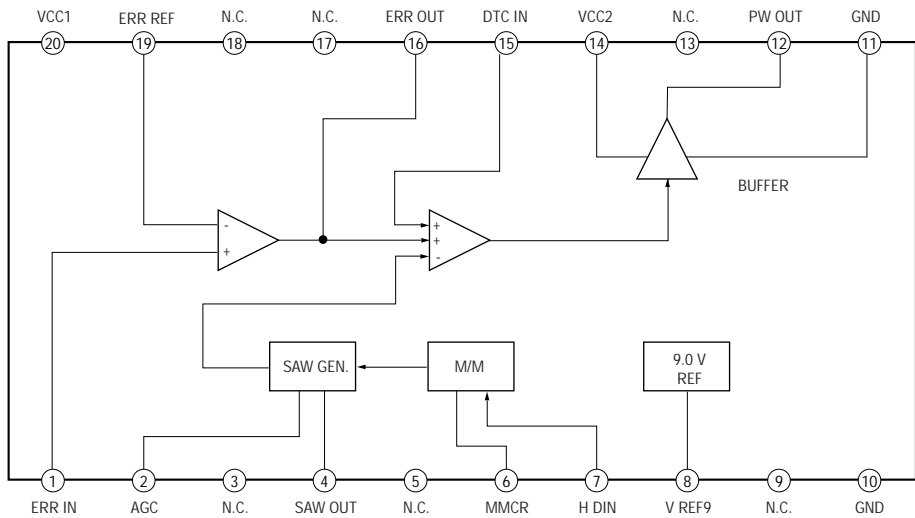 VCC1 ERR REF N.C. N.C. ERR OUT DTC IN VCC2 N.C. PW OUT GND
20 19 18 17 16 15 14 13 12 11
BUFFER
-
+
+
+
-
SAW GEN.
M/M
9.0 V
REF
1 2 3 4 5 6 7 8 9 10
ERR IN AGC N.C. SAW OUT N.C. MMCR H DIN V REF9 N.C. GND